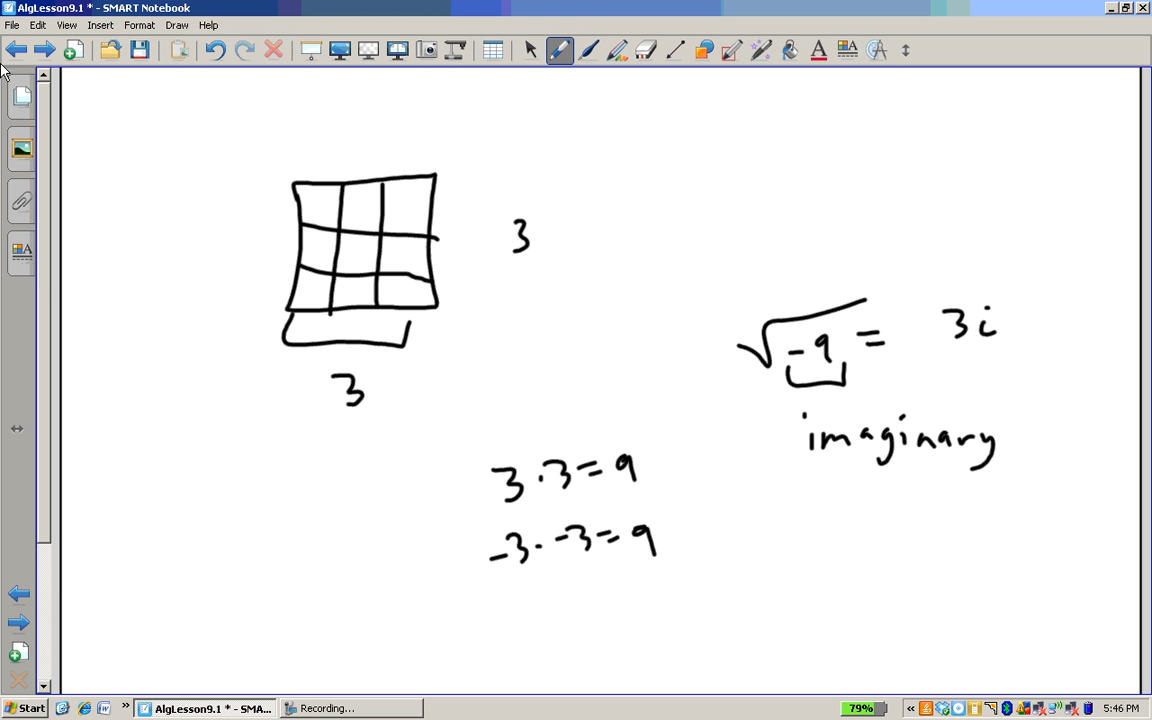 AlgLesson9.1 * - SMART Notebook
File Edit View Insert Format Draw Help
3
√-9 = 3i
3
imaginary
3·3=9
-3·-3=9
Start » AlgLesson9.1 * - SMA... Recording... 79% « 5:46 PM